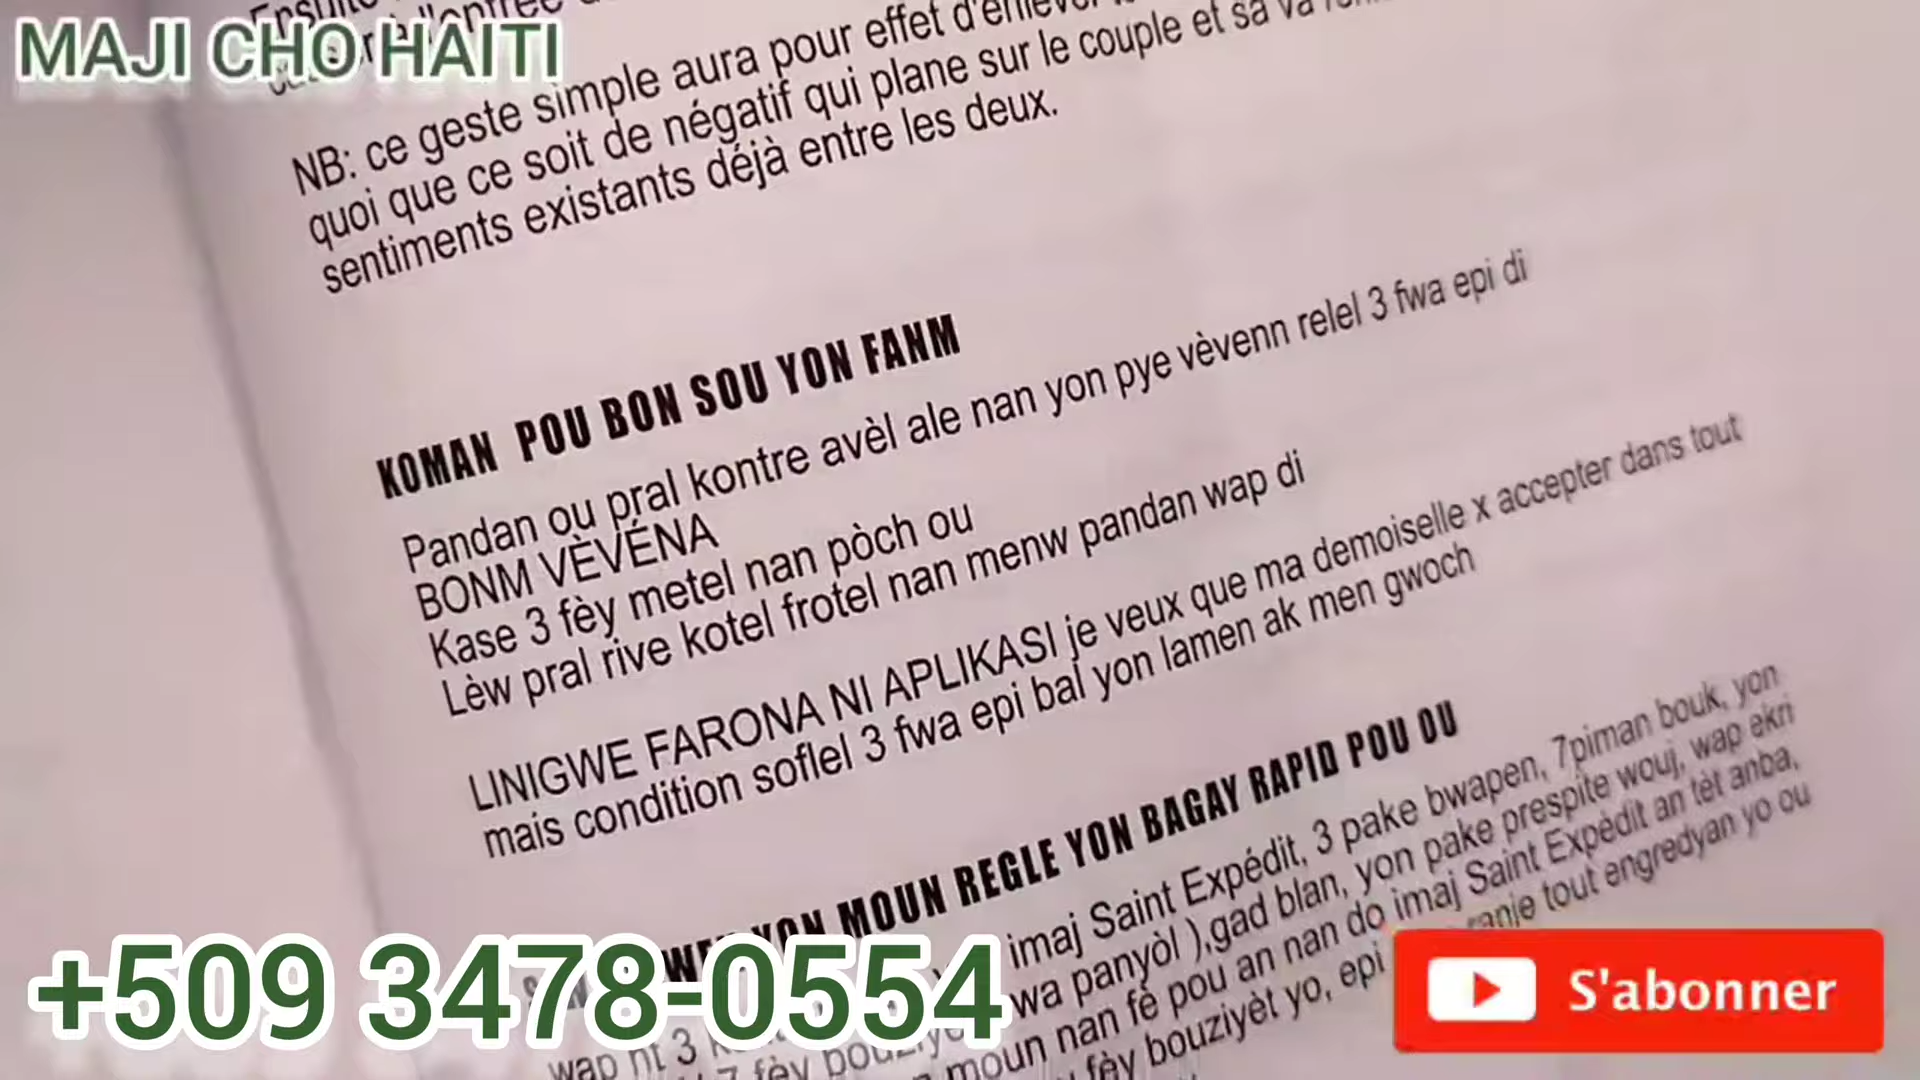 MAJI CHO HAITI
Ensuite
NB: ce geste simple aura pour effet d'enlever
quoi que ce soit de négatif qui plane sur le couple et sa va
sentiments existants déjà entre les deux.
KOMAN POU BON SOU YON FANM
Pandan ou pral kontre avèl ale nan yon pye vèvenn relel 3 fwa epi di
BONM VÈVÉNA
Kase 3 fèy metel nan pòch ou
Lèw pral rive kotel frotel nan menw pandan wap di
LINIGWE FARONA NI APLIKASI je veux que ma demoiselle x accepter dans tout
mais condition soflel 3 fwa epi bal yon lamen ak men gwoch
YON MOUN REGLE YON BAGAY RAPID POU OU
imaj Saint Expédit, 3 pake bwapen, 7piman bouk, yon
wa panyòl ),gad blan, yon pake prespite wouj, wap ekri
moun nan fè pou an nan do imaj Saint Expèdit an tèt anba,
fèy bouziyèt yo, epi tout engredyan yo ou
+509 3478-0554
S'abonner